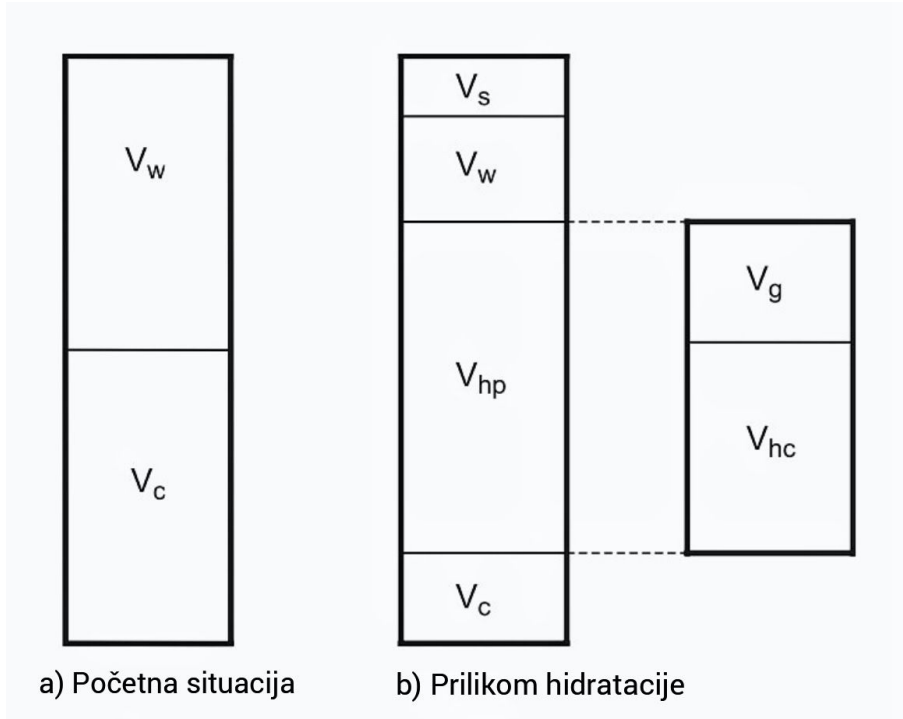 V_w
V_c
V_s
V_w
V_hp
V_c
V_g
V_hc
a) Početna situacija
b) Prilikom hidratacije